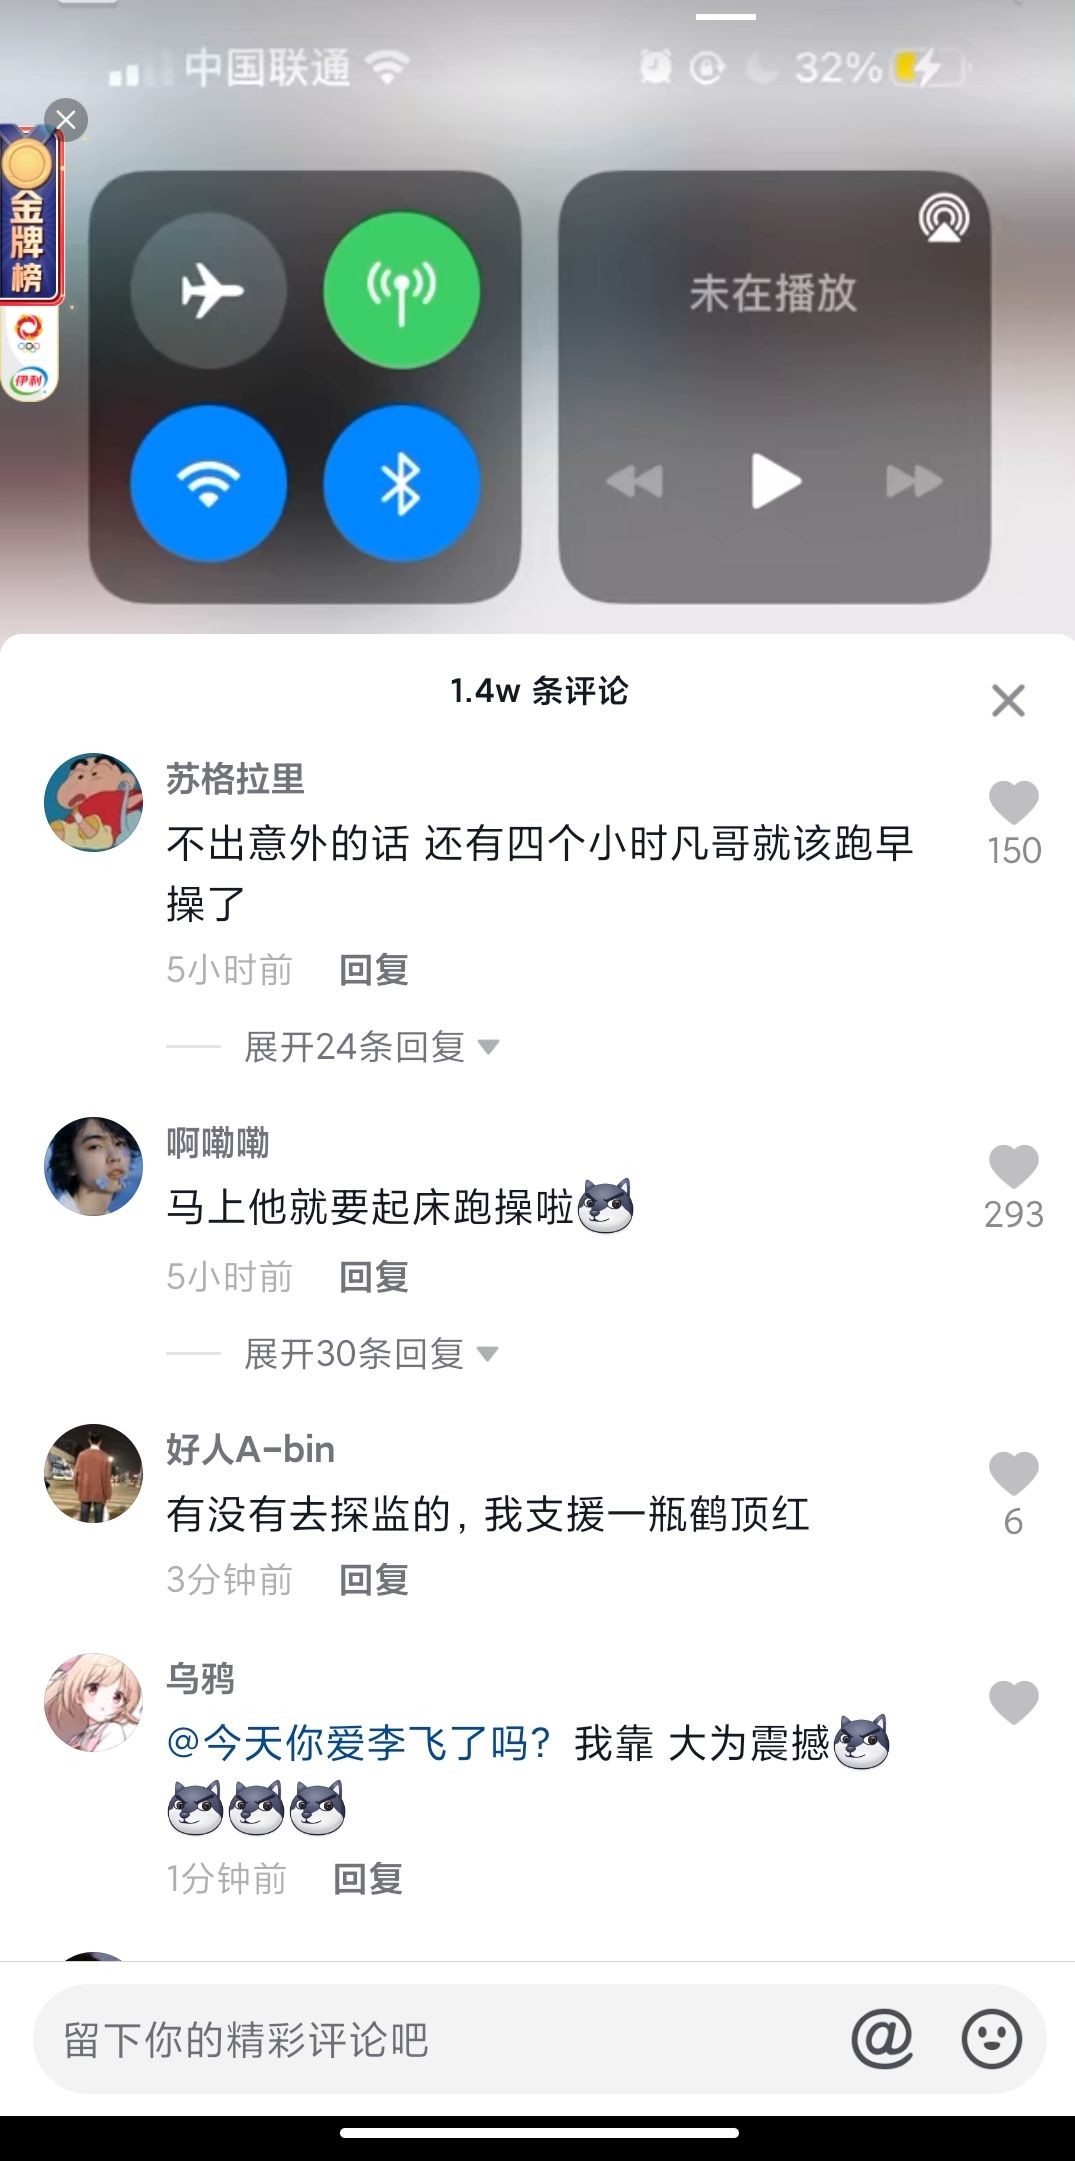 中国联通
32%
金牌榜
伊利
未在播放
1.4w 条评论
苏格拉里
不出意外的话 还有四个小时凡哥就该跑早
操了
150
5小时前 回复
展开24条回复
啊嘞嘞
马上他就要起床跑操啦
293
5小时前 回复
展开30条回复
好人A-bin
有没有去探监的, 我支援一瓶鹤顶红
6
3分钟前 回复
乌鸦
@今天你爱李飞了吗? 我靠 大为震撼
1分钟前 回复
留下你的精彩评论吧
@